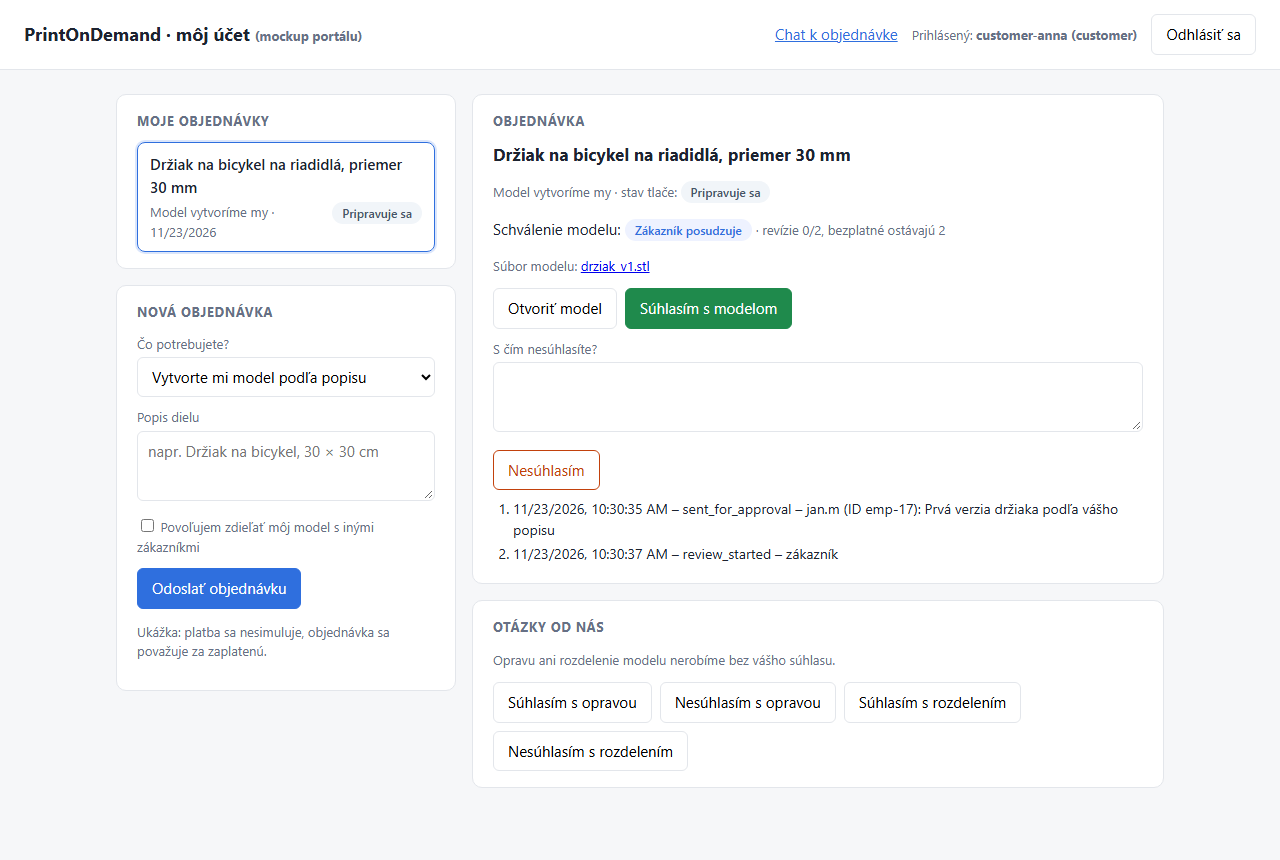 PrintOnDemand · môj účet (mockup portálu)
Chat k objednávke
Prihlásený: customer-anna (customer)
Odhlásiť sa
MOJE OBJEDNÁVKY
Držiak na bicykel na riadidlá, priemer
30 mm
Model vytvoríme my ·
11/23/2026
Pripravuje sa
NOVÁ OBJEDNÁVKA
Čo potrebujete?
Vytvorte mi model podľa popisu
Popis dielu
napr. Držiak na bicykel, 30 × 30 cm
Povoľujem zdieľať môj model s inými
zákazníkmi
Odoslať objednávku
Ukážka: platba sa nesimuluje, objednávka sa
považuje za zaplatenú.
OBJEDNÁVKA
Držiak na bicykel na riadidlá, priemer 30 mm
Model vytvoríme my · stav tlače: Pripravuje sa
Schválenie modelu: Zákazník posudzuje · revízie 0/2, bezplatné ostávajú 2
Súbor modelu: drziak_v1.stl
Otvoriť model
Súhlasím s modelom
S čím nesúhlasíte?
Nesúhlasím
1. 11/23/2026, 10:30:35 AM – sent_for_approval – jan.m (ID emp-17): Prvá verzia držiaka podľa vášho
popisu
2. 11/23/2026, 10:30:37 AM – review_started – zákazník
OTÁZKY OD NÁS
Opravu ani rozdelenie modelu nerobíme bez vášho súhlasu.
Súhlasím s opravou
Nesúhlasím s opravou
Súhlasím s rozdelením
Nesúhlasím s rozdelením